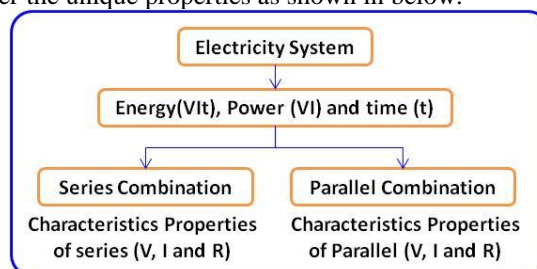 er the unique properties as shown in below:
Electricity System
Energy(VIt), Power (VI) and time (t)
Series Combination
Parallel Combination
Characteristics Properties
of series (V, I and R)
Characteristics Properties
of Parallel (V, I and R)